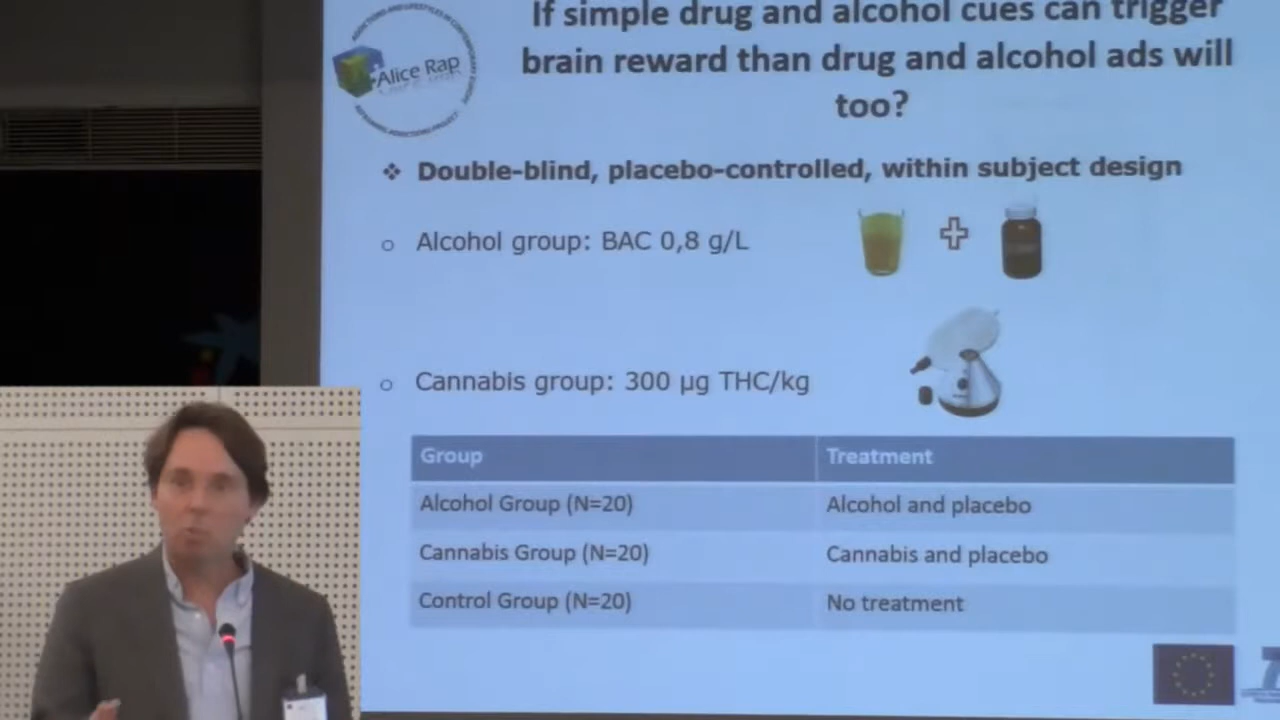 If simple drug and alcohol cues can trigger
brain reward than drug and alcohol ads will
too?
Alice Rap
❖ Double-blind, placebo-controlled, within subject design
o Alcohol group: BAC 0,8 g/L
o Cannabis group: 300 µg THC/kg
Group Treatment
Alcohol Group (N=20) Alcohol and placebo
Cannabis Group (N=20) Cannabis and placebo
Control Group (N=20) No treatment